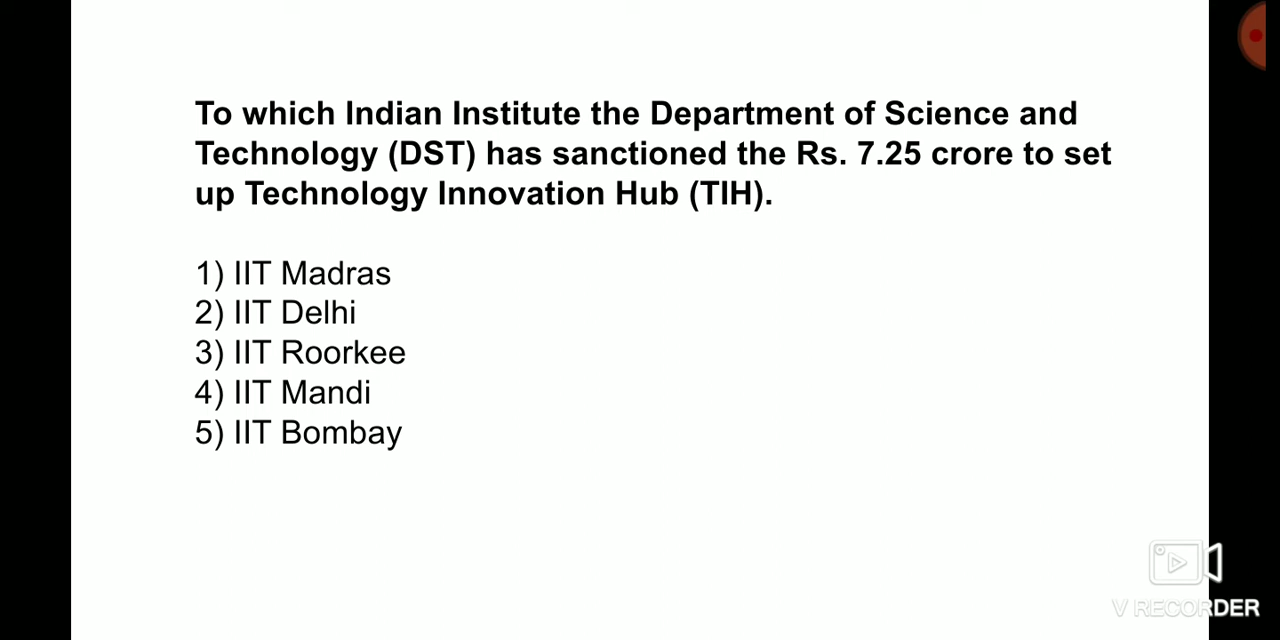 To which Indian Institute the Department of Science and
Technology (DST) has sanctioned the Rs. 7.25 crore to set
up Technology Innovation Hub (TIH).
1) IIT Madras
2) IIT Delhi
3) IIT Roorkee
4) IIT Mandi
5) IIT Bombay
V RECORDER